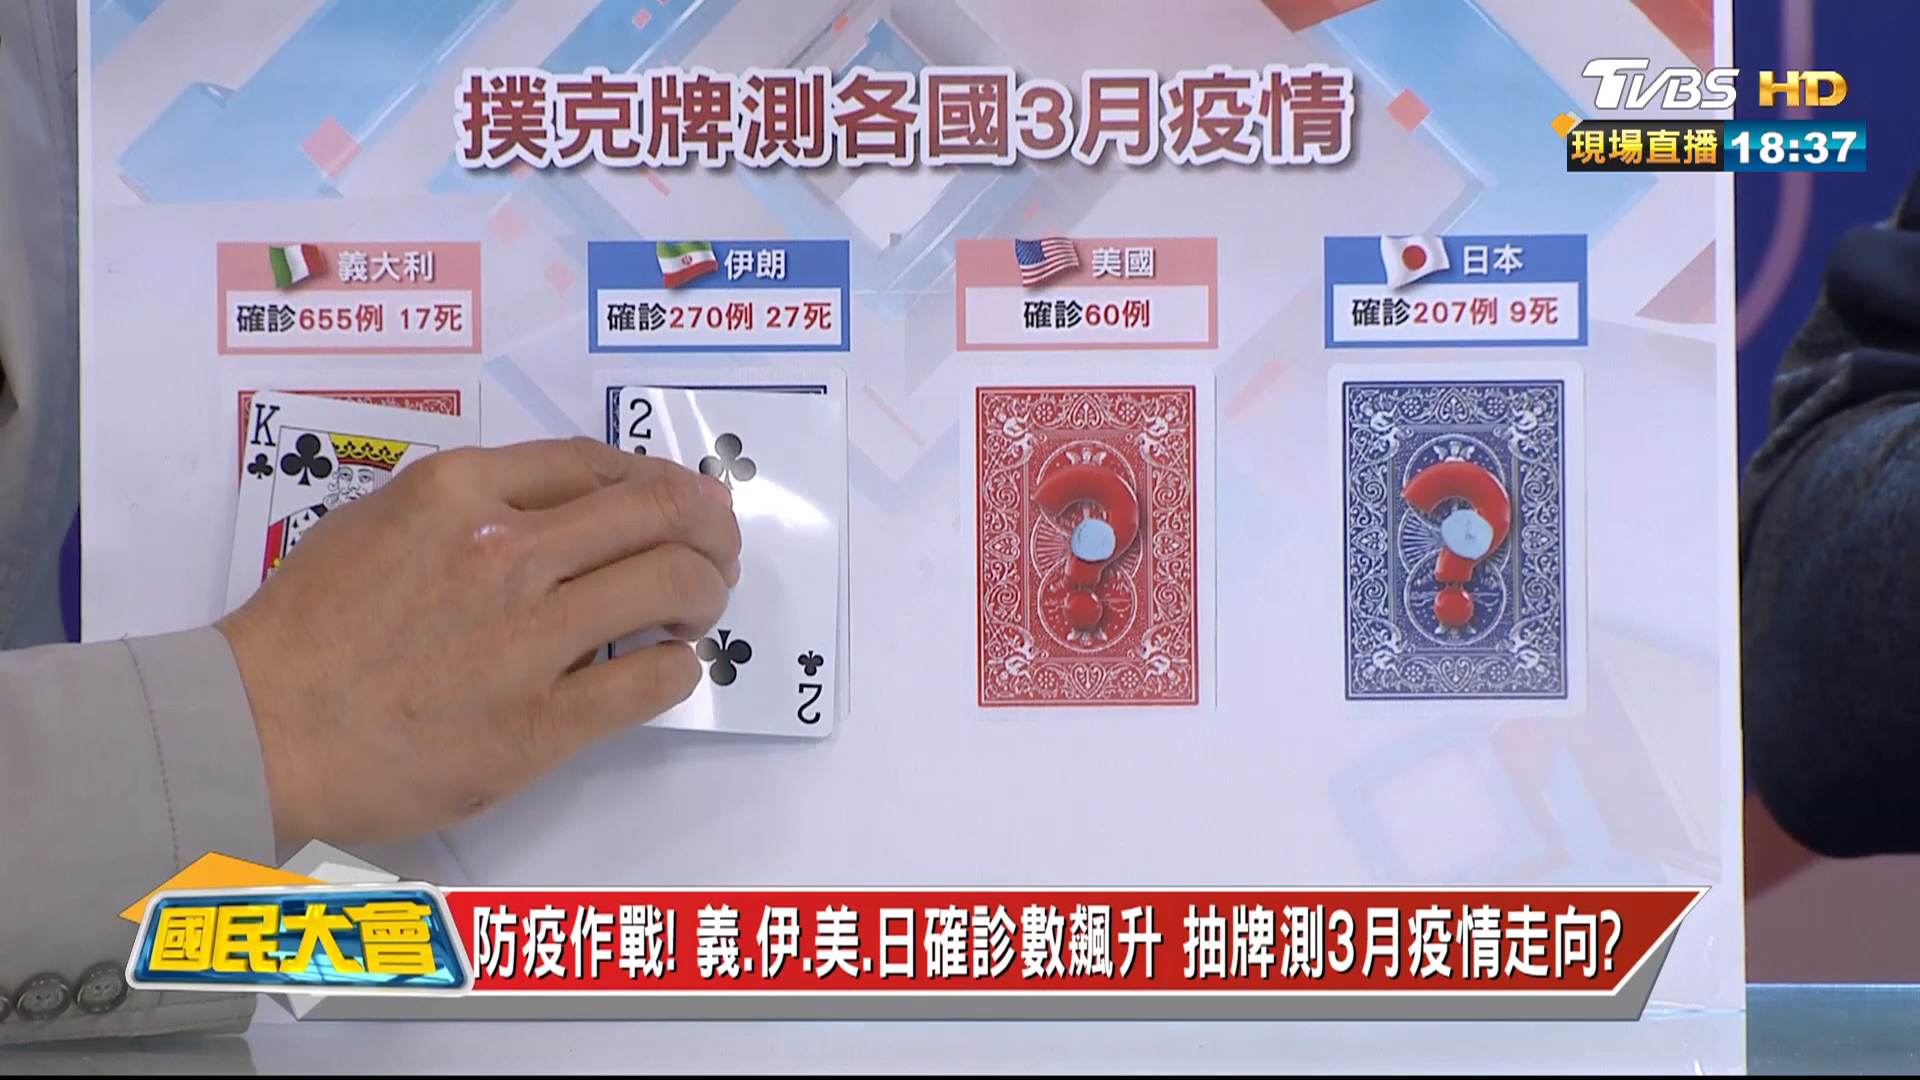 撲克牌測各國3月疫情
TVBS HD
現場直播 18:37
義大利
確診655例 17死
伊朗
確診270例 27死
美國
確診60例
日本
確診207例 9死
K
2
2
國民大會
防疫作戰! 義.伊.美.日確診數飆升 抽牌測3月疫情走向?